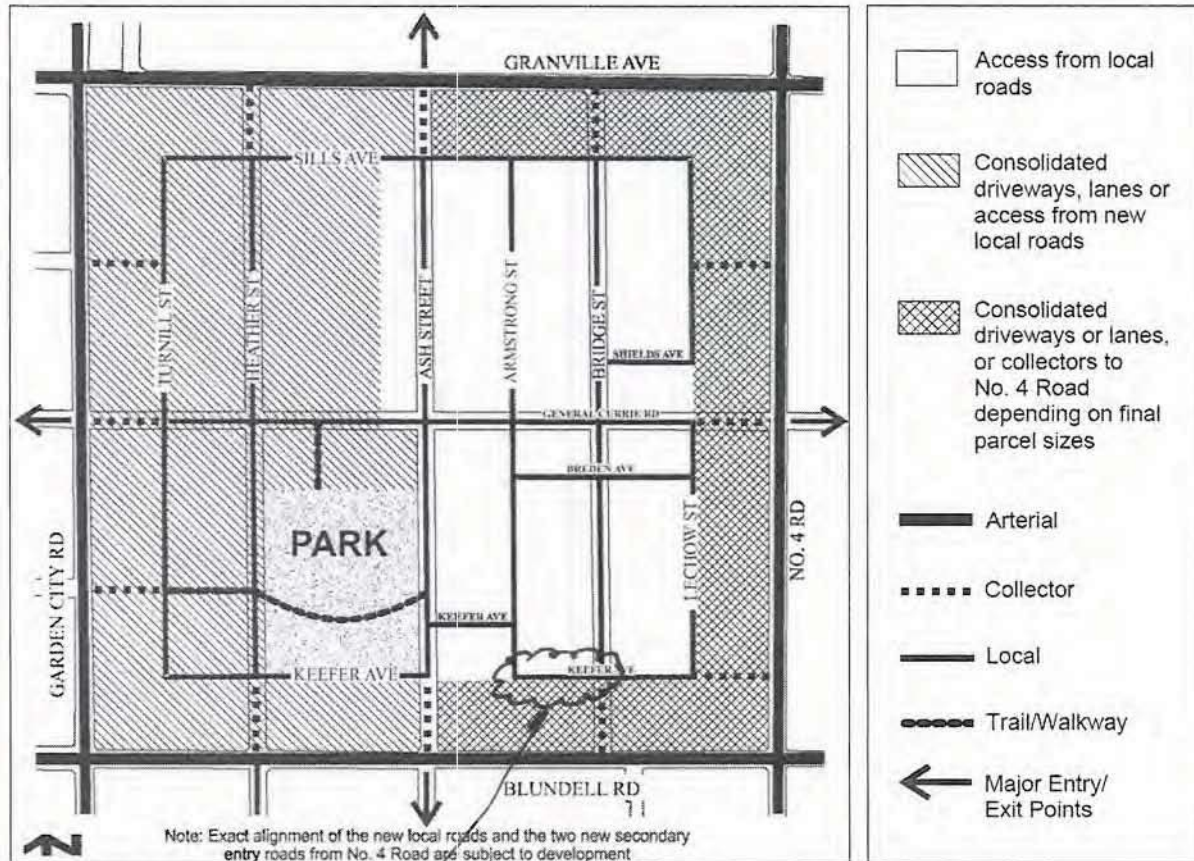 GRANVILLE AVE
SILLS AVE
TURNILL ST
HEATHER ST
ASH STREET
ARMSTRONG ST
BRIDGE ST
SHIELDS AVE
GENERAL CURRIE RD
BREDEN AVE
LECHOW ST
NO. 4 RD
GARDEN CITY RD
PARK
KEEFER AVE
KEEFER AVE
KEEFER AVE
BLUNDELL RD
N
Note: Exact alignment of the new local roads and the two new secondary
entry roads from No. 4 Road are subject to development
Access from local
roads
Consolidated
driveways, lanes or
access from new
local roads
Consolidated
driveways or lanes,
or collectors to
No. 4 Road
depending on final
parcel sizes
Arterial
Collector
Local
Trail/Walkway
Major Entry/
Exit Points